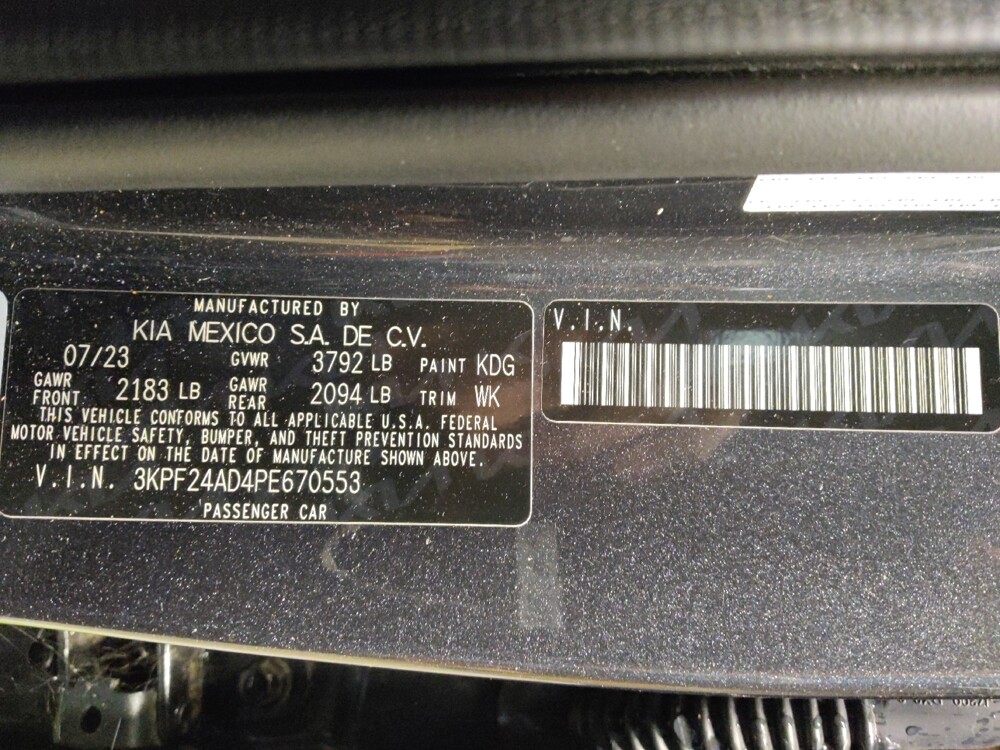 MANUFACTURED BY
KIA MEXICO S.A. DE C.V.
07/23 GVWR 3792 LB PAINT KDG
GAWR FRONT 2183 LB GAWR REAR 2094 LB TRIM WK
THIS VEHICLE CONFORMS TO ALL APPLICABLE U.S.A. FEDERAL
MOTOR VEHICLE SAFETY, BUMPER, AND THEFT PREVENTION STANDARDS
IN EFFECT ON THE DATE OF MANUFACTURE SHOWN ABOVE.
V.I.N. 3KPF24AD4PE670553
PASSENGER CAR
V.I.N.